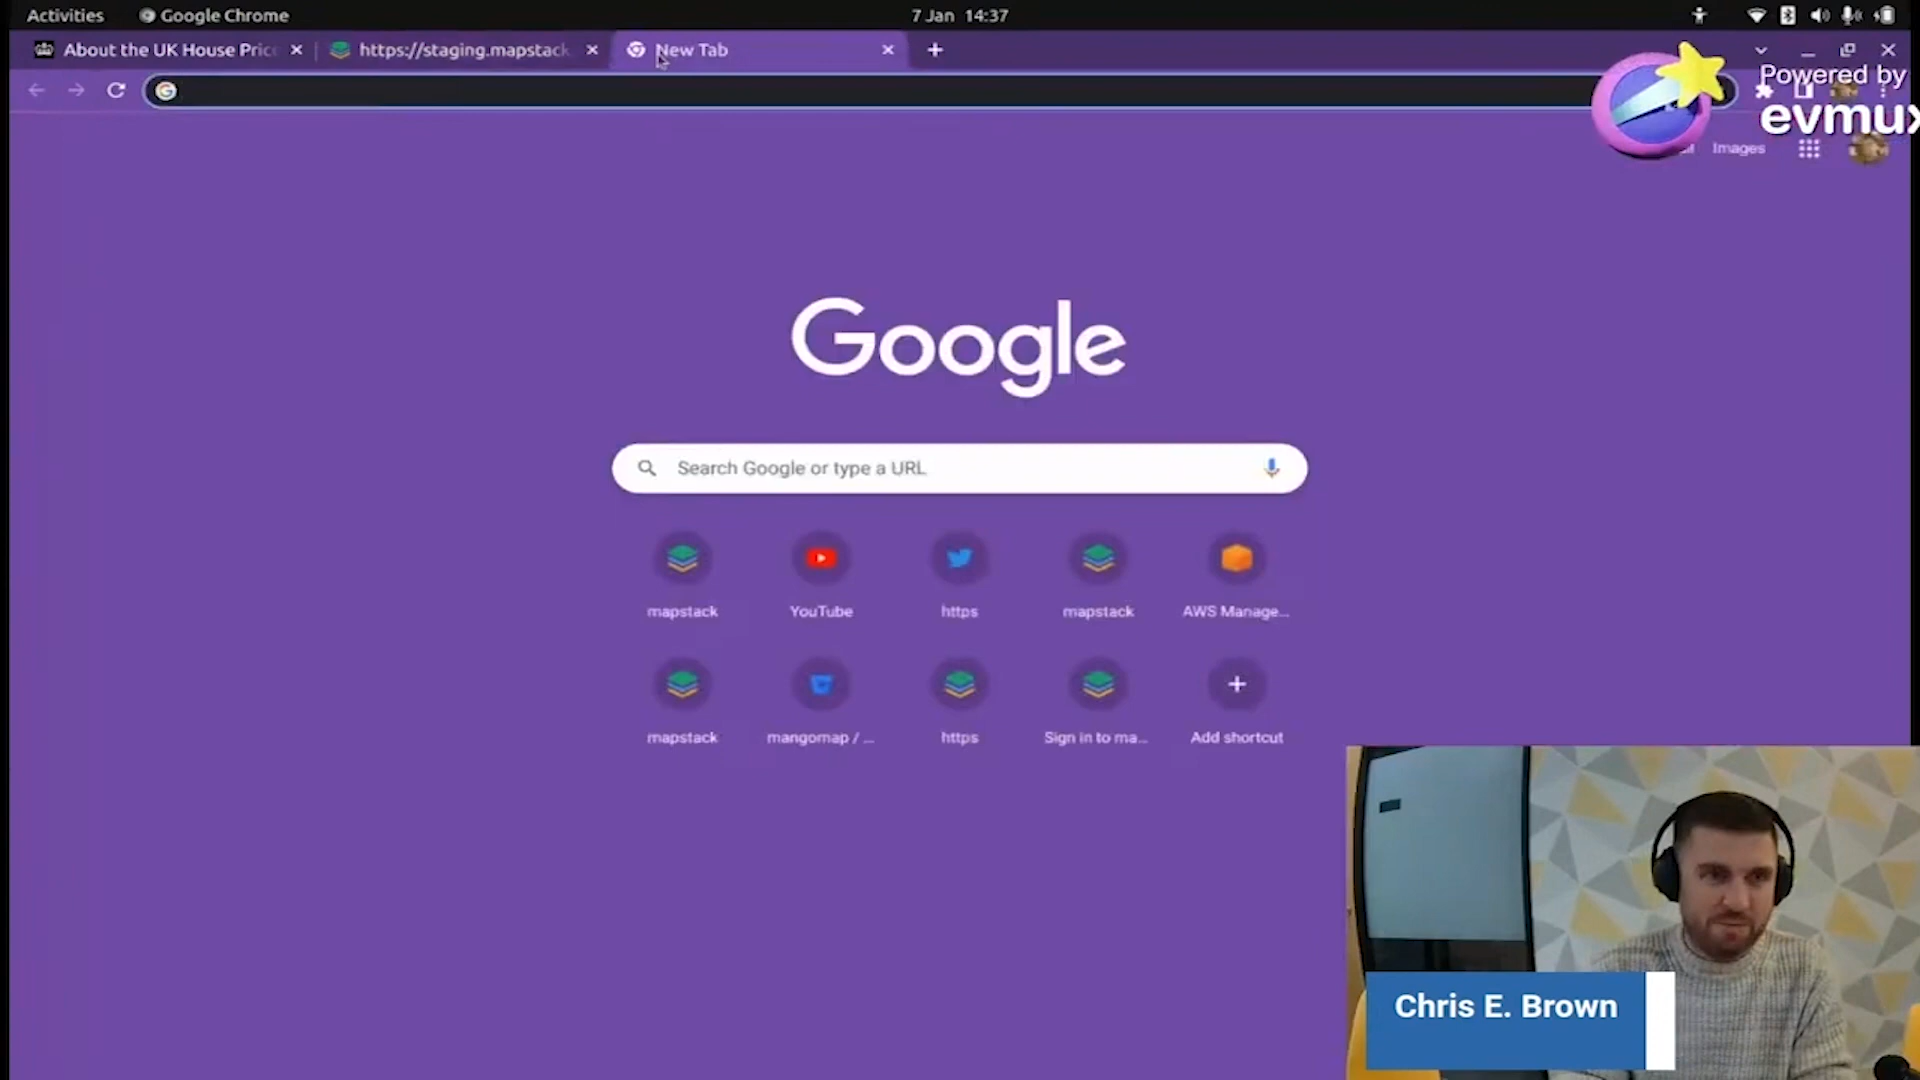 Activities
Google Chrome
7 Jan 14:37
About the UK House Pric
https://staging.mapstack
New Tab
Powered by
evmux
Images
Google
Search Google or type a URL
mapstack
YouTube
https
mapstack
AWS Manage...
mapstack
mangomap / ...
https
Sign in to ma...
Add shortcut
Chris E. Brown